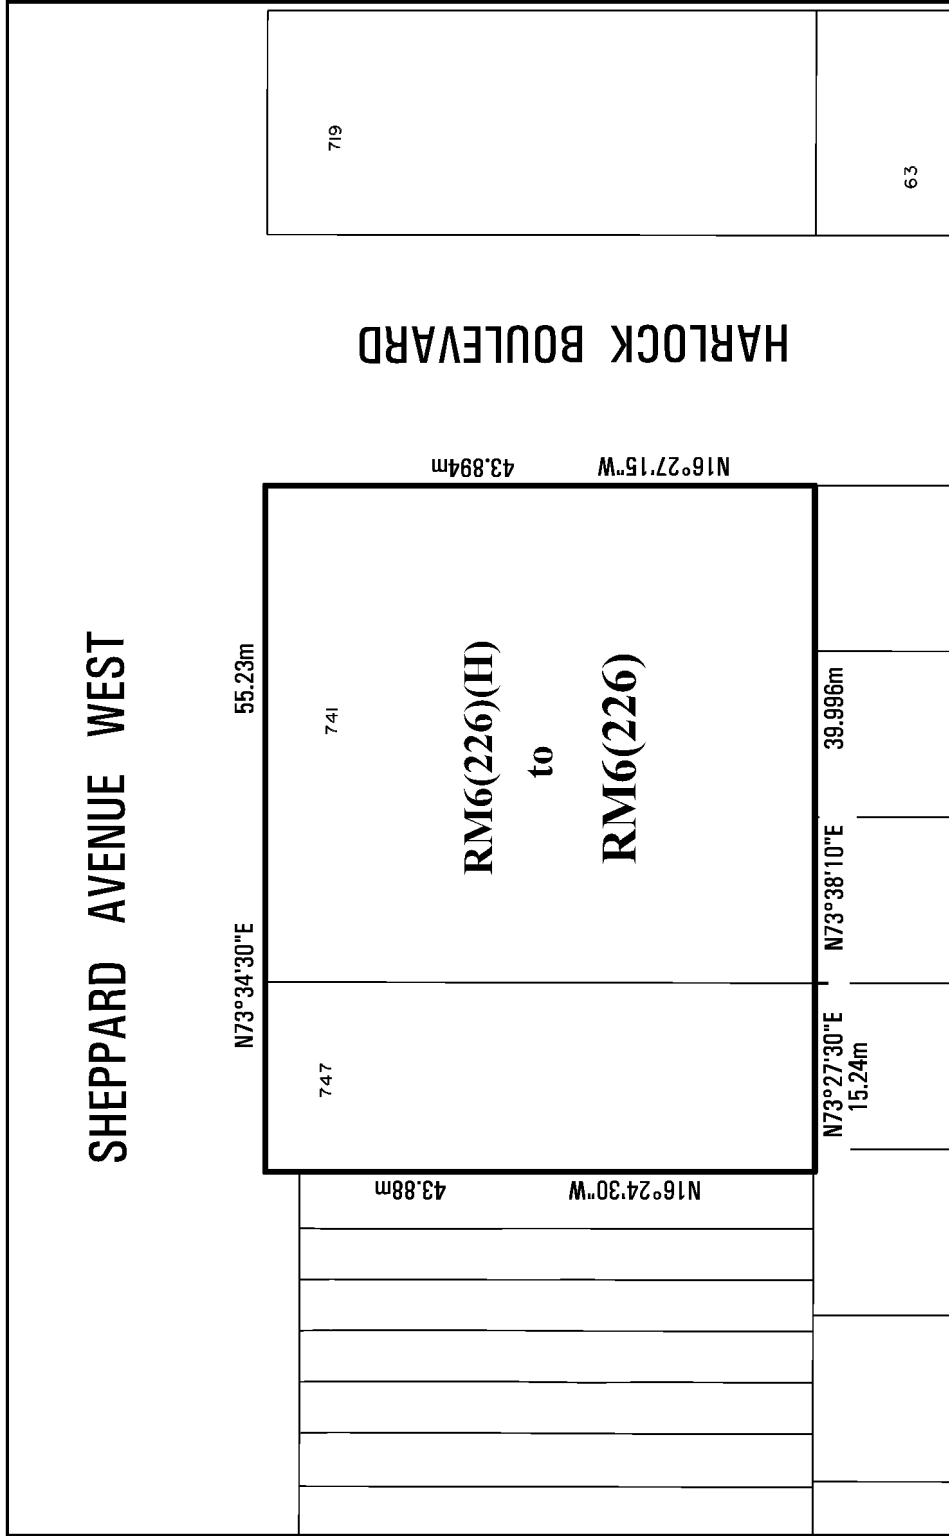 SHEPPARD AVENUE WEST
N73°34'30"E
55.23m
747
741
719
43.88m
N16°24'30"W
RM6(226)(H)
to
RM6(226)
43.894m
N16°27'15"W
HARLOCK BOULEVARD
N73°27'30"E
15.24m
N73°38'10"E
39.996m
63